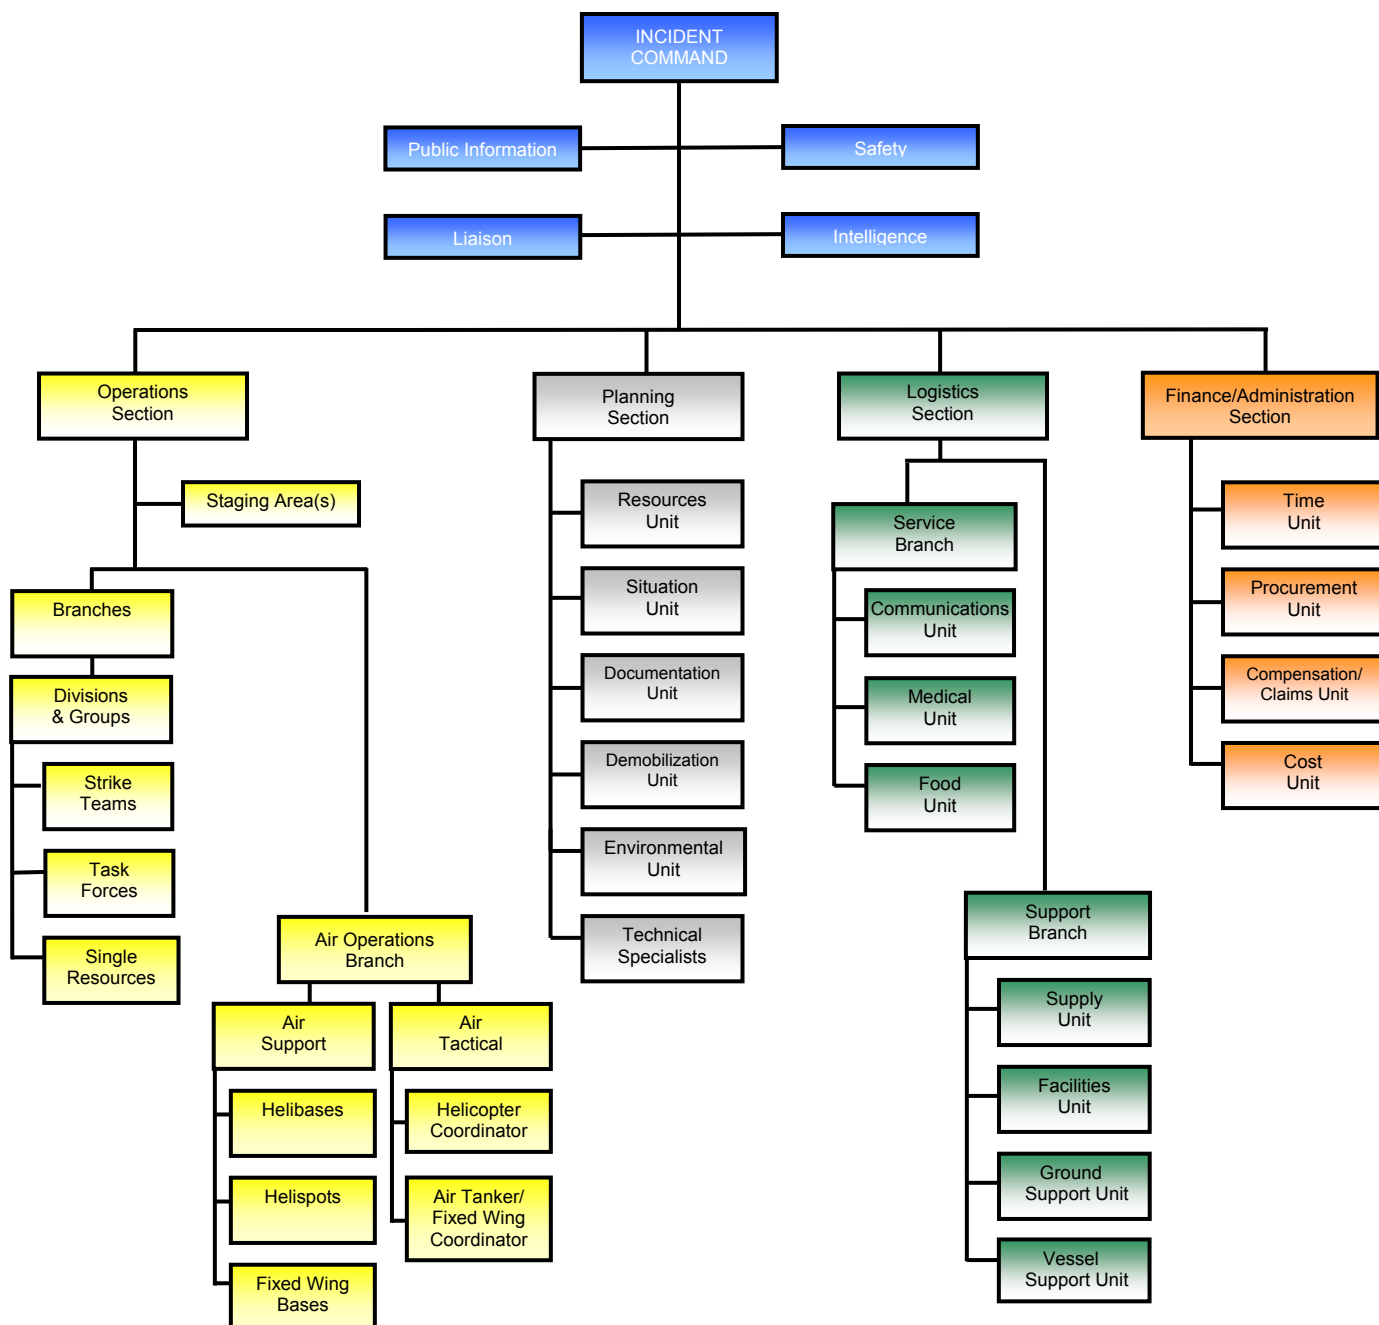 INCIDENT
COMMAND
Public Information
Safety
Liaison
Intelligence
Operations
Section
Planning
Section
Logistics
Section
Finance/Administration
Section
Staging Area(s)
Branches
Divisions
& Groups
Strike
Teams
Task
Forces
Single
Resources
Air Operations
Branch
Air
Support
Air
Tactical
Helibases
Helispots
Fixed Wing
Bases
Helicopter
Coordinator
Air Tanker/
Fixed Wing
Coordinator
Resources
Unit
Situation
Unit
Documentation
Unit
Demobilization
Unit
Environmental
Unit
Technical
Specialists
Service
Branch
Communications
Unit
Medical
Unit
Food
Unit
Support
Branch
Supply
Unit
Facilities
Unit
Ground
Support Unit
Vessel
Support Unit
Time
Unit
Procurement
Unit
Compensation/
Claims Unit
Cost
Unit